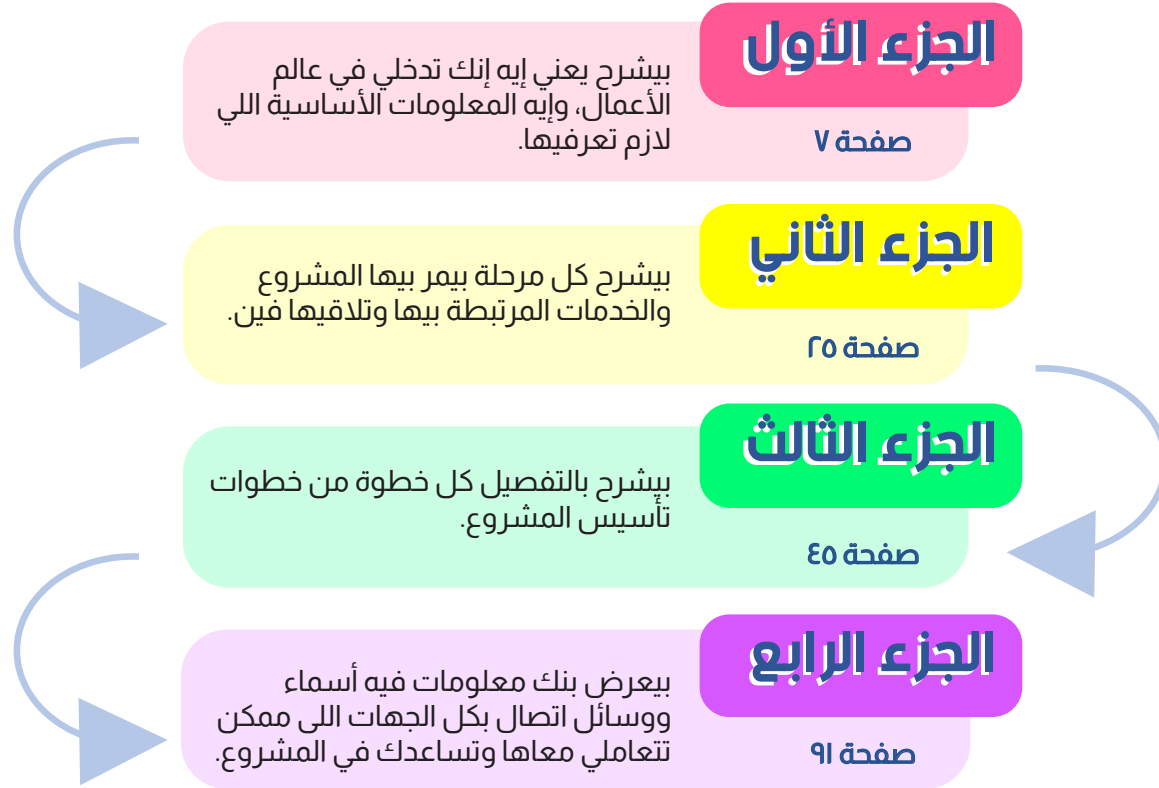 الجزء الأول
بيشرح يعني إيه إنك تدخلي في عالم
الأعمال، وإيه المعلومات الأساسية اللي
لازم تعرفيها.
صفحة ٧
الجزء الثاني
بيشرح كل مرحلة بيمر بيها المشروع
والخدمات المرتبطة بيها وتلاقيها فين.
صفحة ٢٥
الجزء الثالث
بيشرح بالتفصيل كل خطوة من خطوات
تأسيس المشروع.
صفحة ٤٥
الجزء الرابع
بيعرض بنك معلومات فيه أسماء
ووسائل اتصال بكل الجهات اللى ممكن
تتعاملي معاها وتساعدك في المشروع.
صفحة ٩١